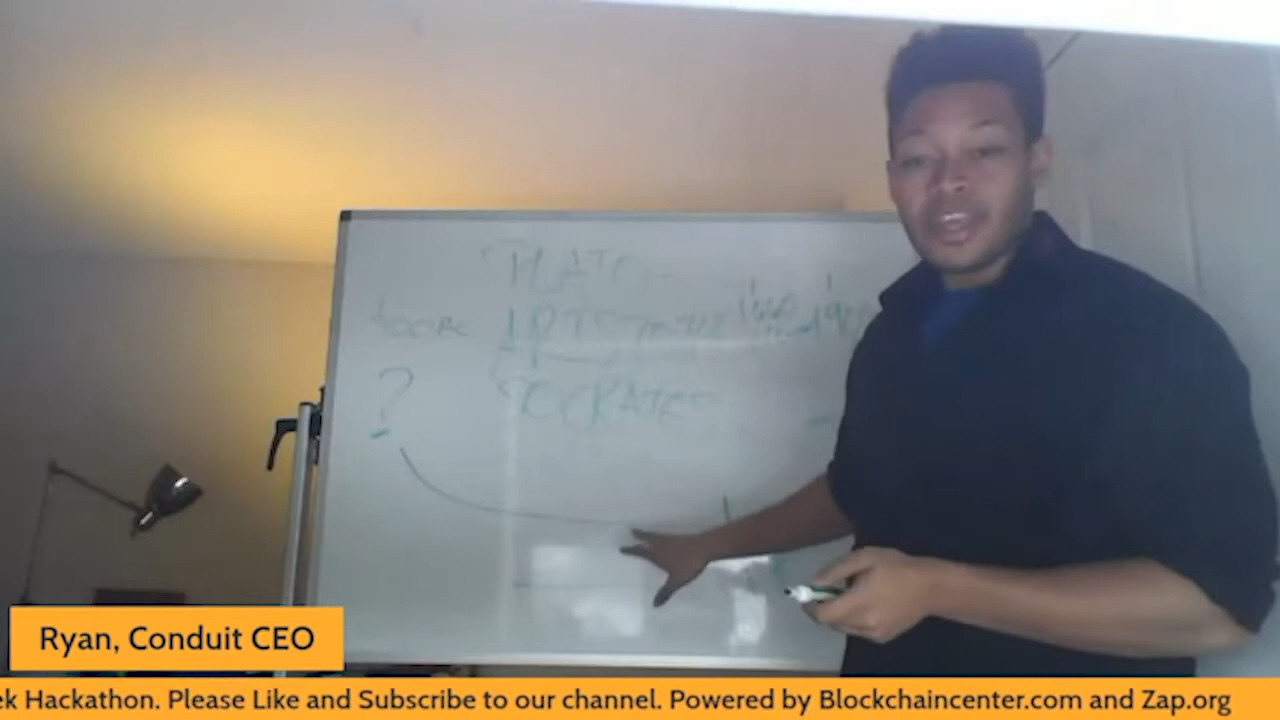 PLATO
?
SOCRATES
Ryan, Conduit CEO
ek Hackathon. Please Like and Subscribe to our channel. Powered by Blockchaincenter.com and Zap.org